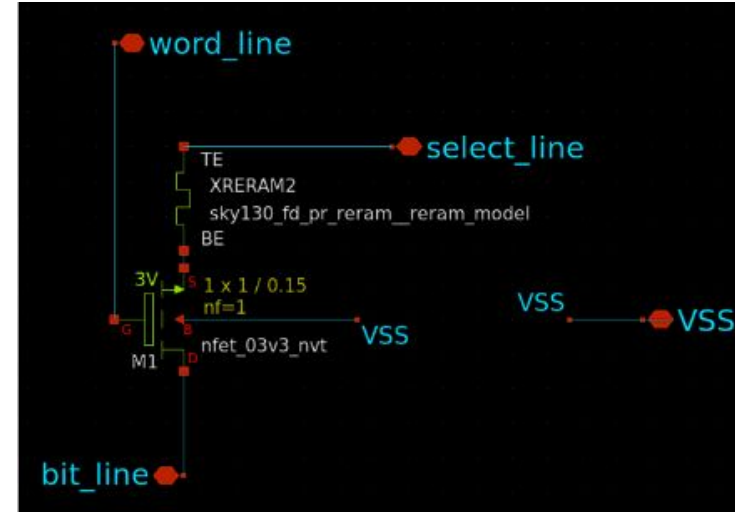 word_line
select_line
TE
XRERAM2
sky130_fd_pr_reram__reram_model
BE
3V
S
1 x 1 / 0.15
nf=1
G
B
VSS
VSS
VSS
nfet_03v3_nvt
D
M1
bit_line